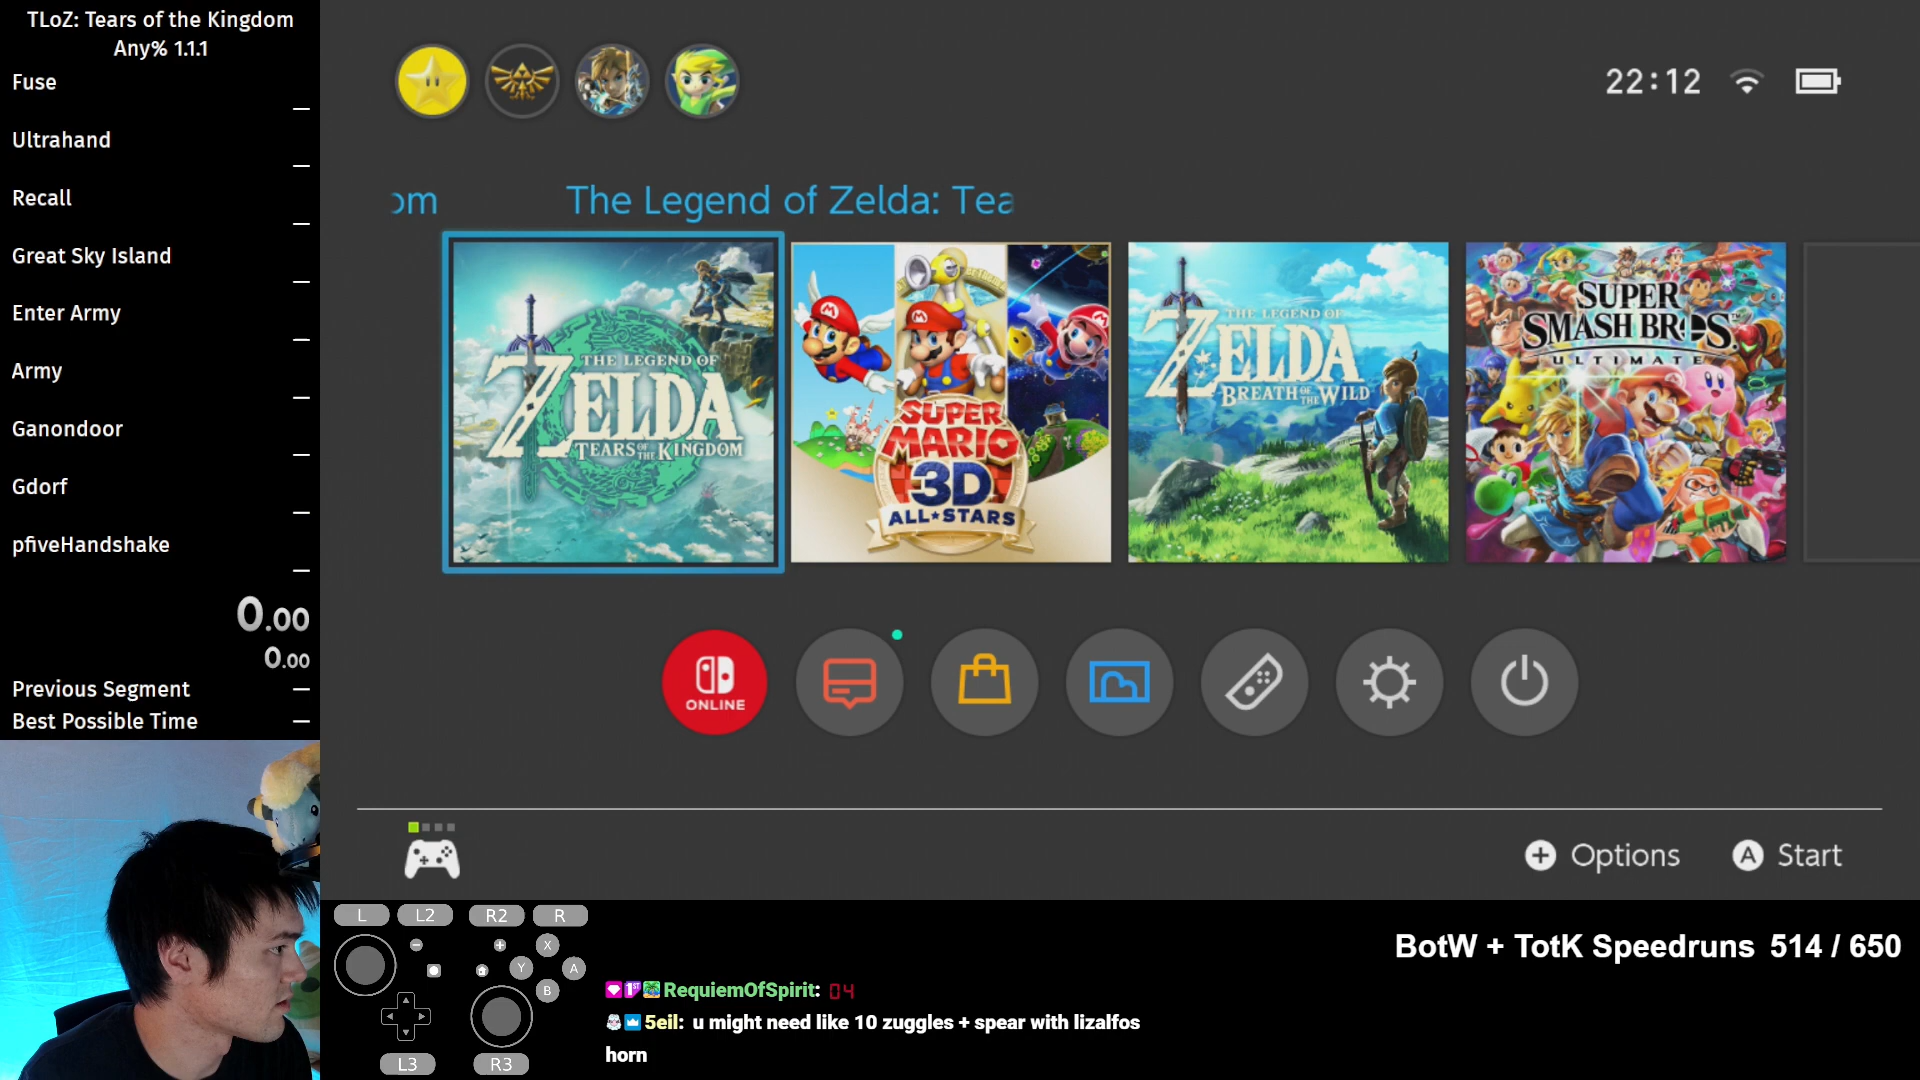 TLoZ: Tears of the Kingdom
Any% 1.1.1
Fuse
—
Ultrahand
—
Recall
—
Great Sky Island
—
Enter Army
—
Army
—
Ganondoor
—
Gdorf
—
pfiveHandshake
—
0.00
0.00
Previous Segment —
Best Possible Time —
22:12
om The Legend of Zelda: Tea
THE LEGEND OF
ZELDA
TEARS OF THE KINGDOM
SUPER
MARIO
3D
ALL★STARS
THE LEGEND OF
ZELDA
BREATH OF THE WILD
SUPER
SMASH BROS.
ULTIMATE
ONLINE
+ Options
A Start
L L2 R2 R
X
Y A
B
L3 R3
BotW + TotK Speedruns 514 / 650
1ST RequiemOfSpirit: 04
5eil: u might need like 10 zuggles + spear with lizalfos
horn